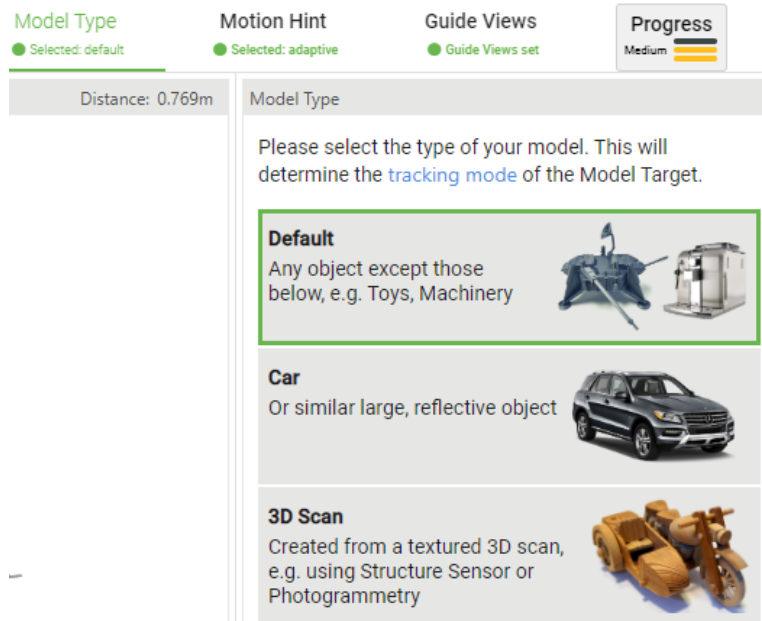 Model Type
Selected: default
Motion Hint
Selected: adaptive
Guide Views
Guide Views set
Progress
Medium
Distance: 0.769m
Model Type
Please select the type of your model. This will
determine the tracking mode of the Model Target.
Default
Any object except those
below, e.g. Toys, Machinery
Car
Or similar large, reflective object
3D Scan
Created from a textured 3D scan,
e.g. using Structure Sensor or
Photogrammetry